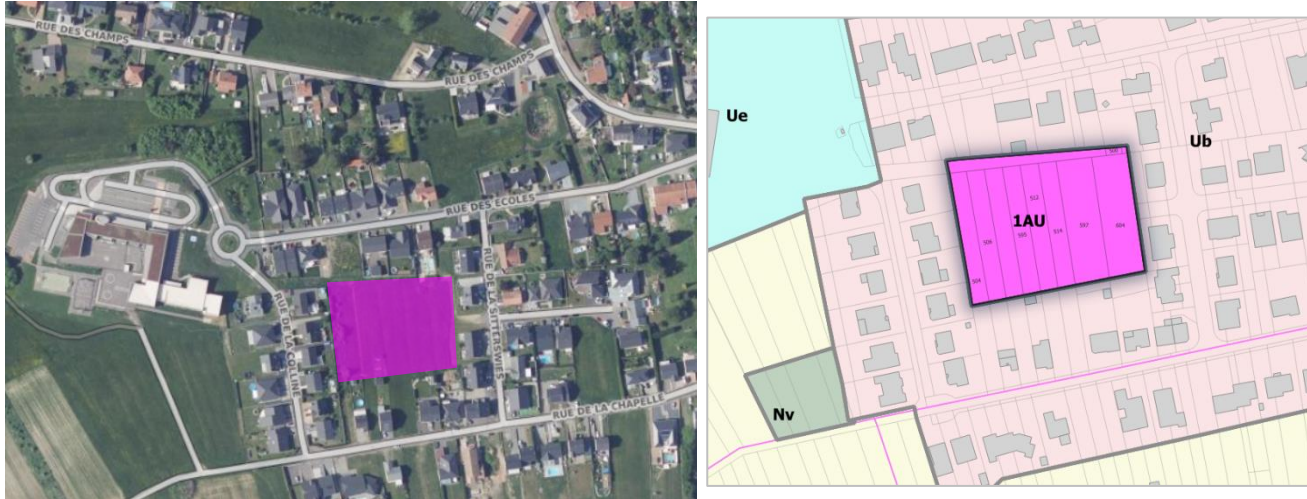 RUE DES CHAMPS
RUE DES CHAMPS
RUE DES ÉCOLES
RUE DE LA SITTERSWIES
RUE DE LA COLLINE
RUE DE LA CHAPELLE
Ue
Ub
1AU
Nv
512
506
505
514
557
504